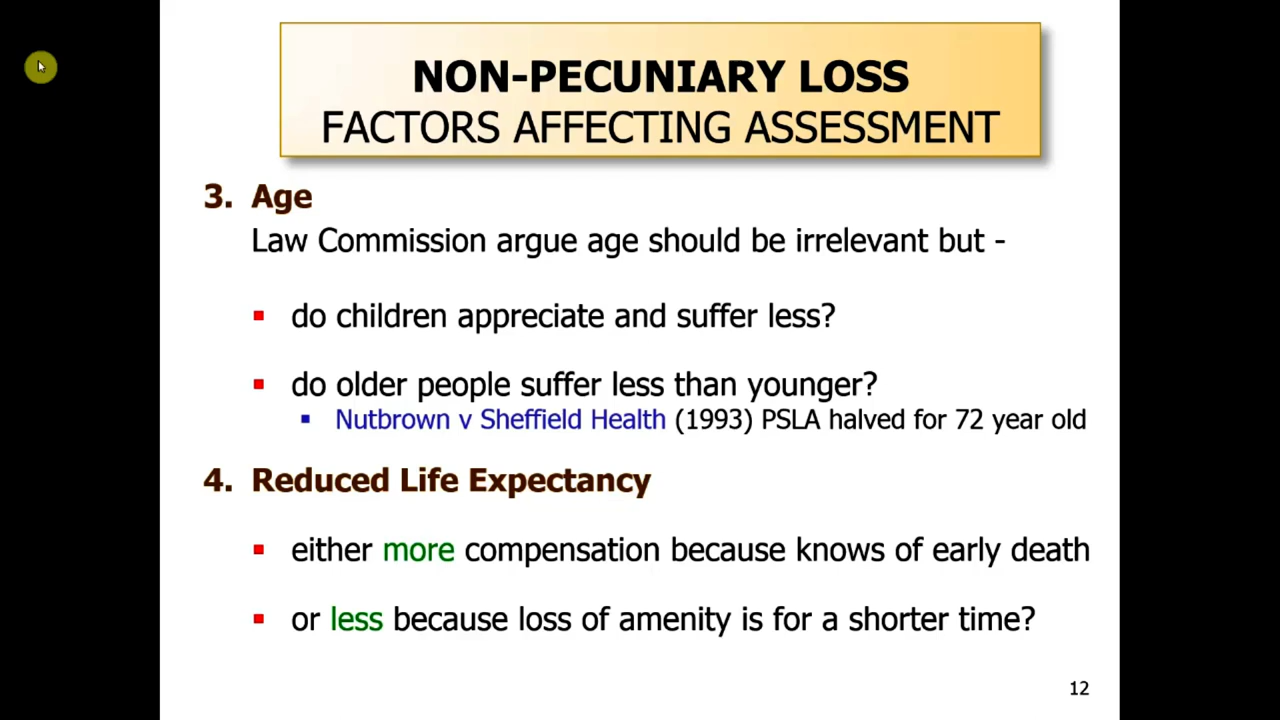 NON-PECUNIARY LOSS
FACTORS AFFECTING ASSESSMENT
3. Age
Law Commission argue age should be irrelevant but -
do children appreciate and suffer less?
do older people suffer less than younger?
Nutbrown v Sheffield Health (1993) PSLA halved for 72 year old
4. Reduced Life Expectancy
either more compensation because knows of early death
or less because loss of amenity is for a shorter time?
12